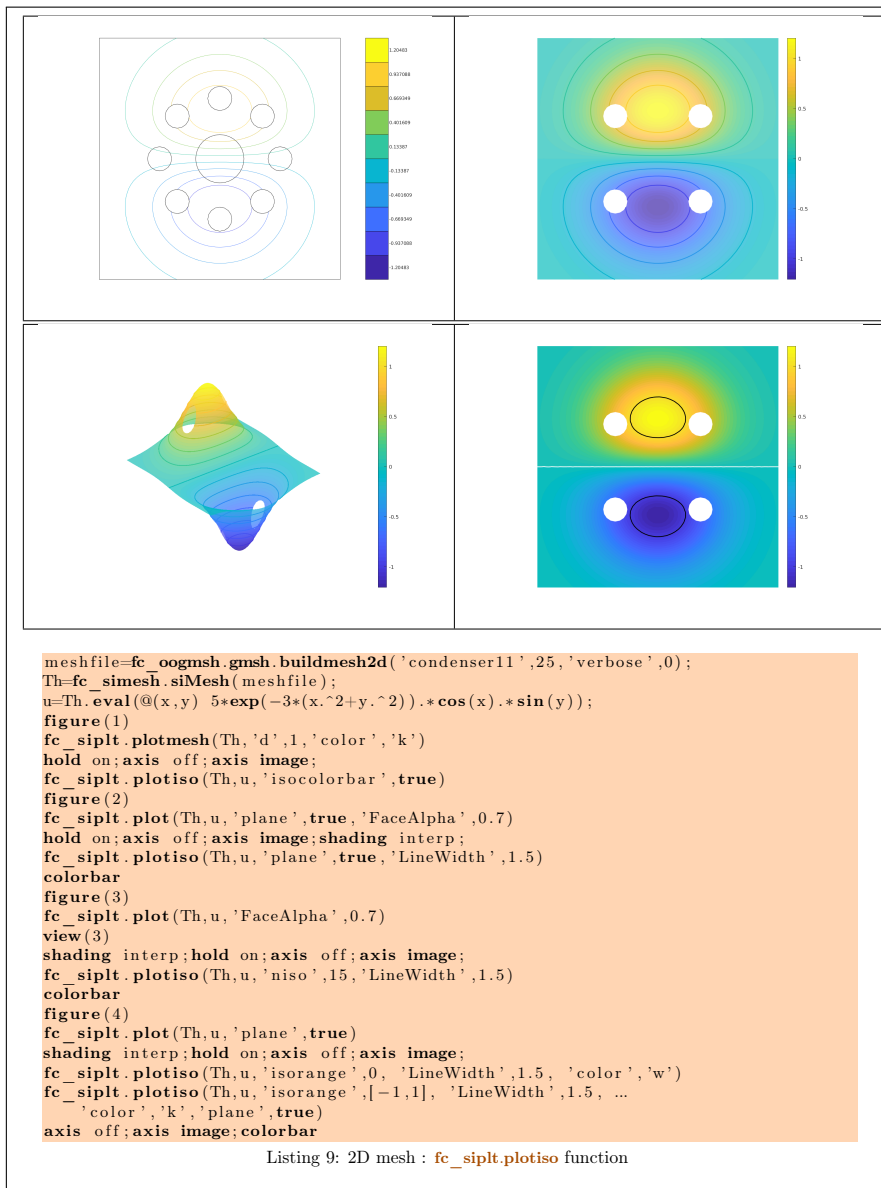 1.20483
0.937088
0.669349
0.401609
0.13387
-0.13387
-0.401609
-0.669349
-0.937088
-1.20483
1
0.5
0
-0.5
-1
1
0.5
0
-0.5
-1
1
0.5
0
-0.5
-1
meshfile=fc_oogmsh.gmsh.buildmesh2d('condenser11',25,'verbose',0);
Th=fc_simesh.siMesh(meshfile);
u=Th.eval(@(x,y) 5*exp(-3*(x.^2+y.^2)).*cos(x).*sin(y));
figure(1)
fc_siplt.plotmesh(Th,'d',1,'color','k')
hold on;axis off;axis image;
fc_siplt.plotiso(Th,u,'isocolorbar',true)
figure(2)
fc_siplt.plot(Th,u,'plane',true,'FaceAlpha',0.7)
hold on;axis off;axis image;shading interp;
fc_siplt.plotiso(Th,u,'plane',true,'LineWidth',1.5)
colorbar
figure(3)
fc_siplt.plot(Th,u,'FaceAlpha',0.7)
view(3)
shading interp;hold on;axis off;axis image;
fc_siplt.plotiso(Th,u,'niso',15,'LineWidth',1.5)
colorbar
figure(4)
fc_siplt.plot(Th,u,'plane',true)
shading interp;hold on;axis off;axis image;
fc_siplt.plotiso(Th,u,'isorange',0, 'LineWidth',1.5, 'color','w')
fc_siplt.plotiso(Th,u,'isorange',[-1,1], 'LineWidth',1.5, ...
'color','k','plane',true)
axis off;axis image;colorbar
Listing 9: 2D mesh : fc_siplt.plotiso function